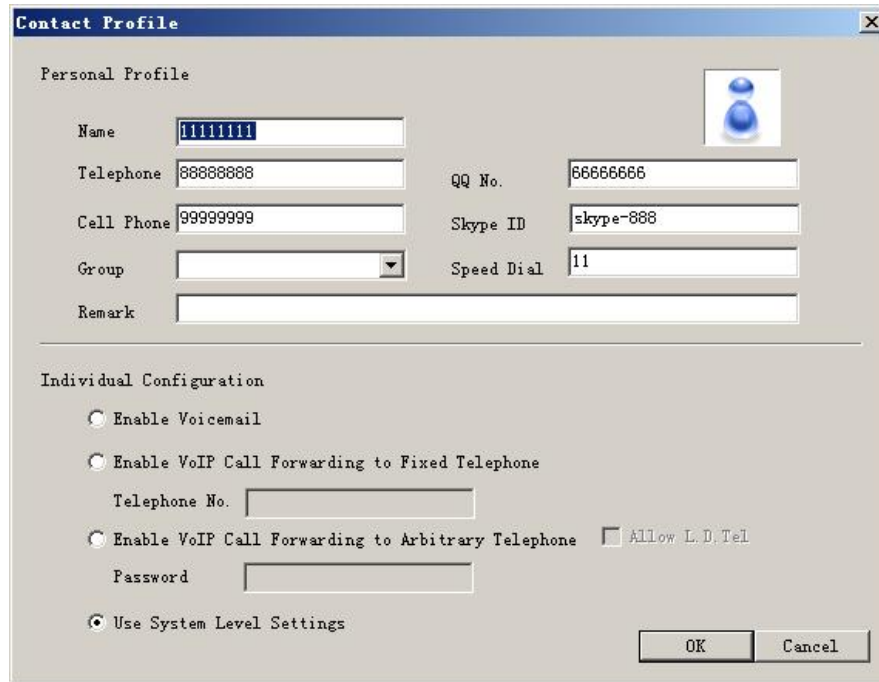 Contact Profile
Personal Profile
Name 11111111
Telephone 88888888 QQ No. 66666666
Cell Phone 99999999 Skype ID skype-888
Group Speed Dial 11
Remark
Individual Configuration
Enable Voicemail
Enable VoIP Call Forwarding to Fixed Telephone
Telephone No.
Enable VoIP Call Forwarding to Arbitrary Telephone Allow L.D.Tel
Password
Use System Level Settings
OK Cancel